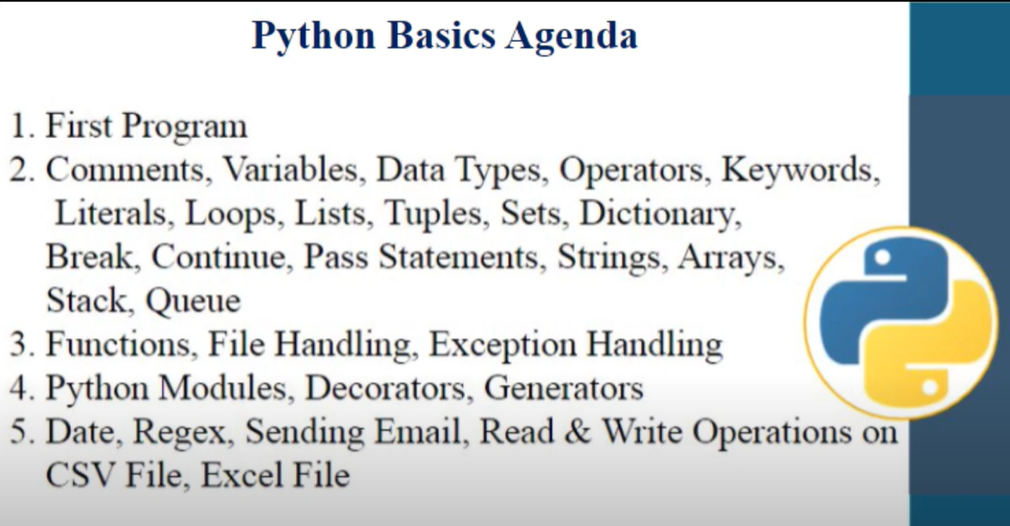 Python Basics Agenda
1. First Program
2. Comments, Variables, Data Types, Operators, Keywords,
Literals, Loops, Lists, Tuples, Sets, Dictionary,
Break, Continue, Pass Statements, Strings, Arrays,
Stack, Queue
3. Functions, File Handling, Exception Handling
4. Python Modules, Decorators, Generators
5. Date, Regex, Sending Email, Read & Write Operations on
CSV File, Excel File